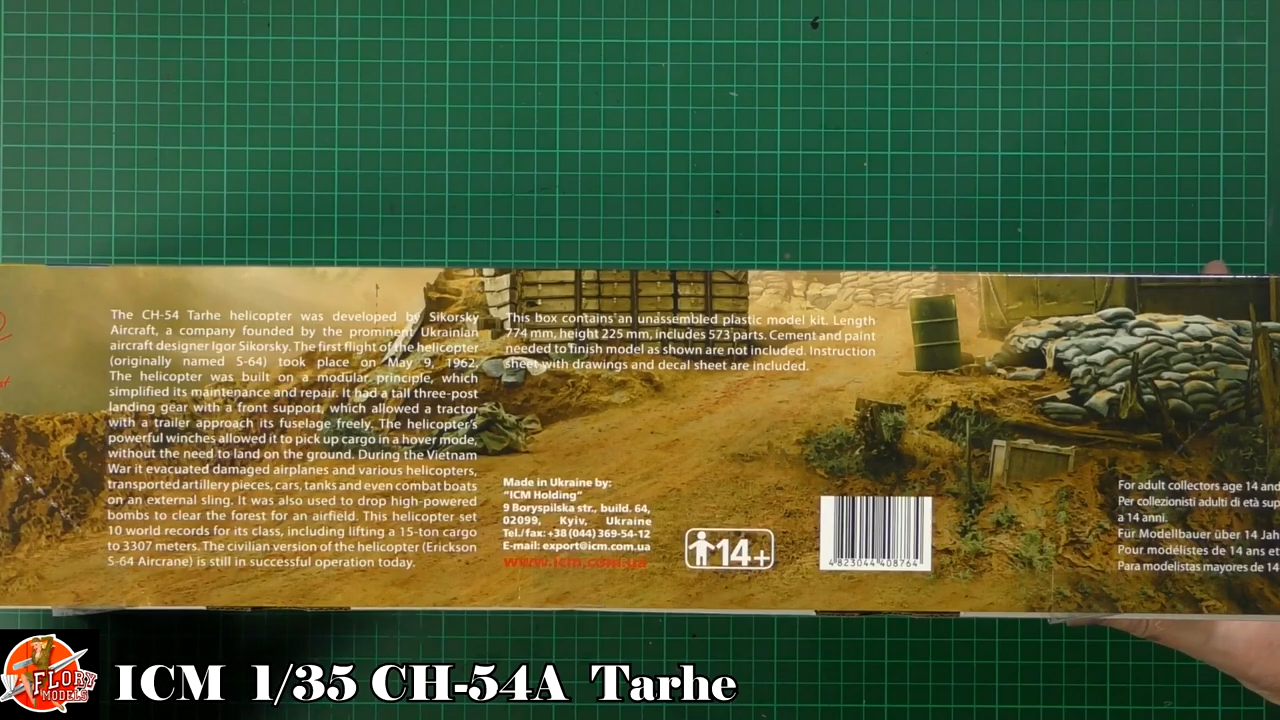 The CH-54 Tarhe helicopter was developed by Sikorsky
Aircraft, a company founded by the prominent Ukrainian
aircraft designer Igor Sikorsky. The first flight of the helicopter
(originally named S-64) took place on May 9, 1962.
The helicopter was built on a modular principle, which
simplified its maintenance and repair. It had a tall three-post
landing gear with a front support, which allowed a tractor
with a trailer approach its fuselage freely. The helicopter's
powerful winches allowed it to pick up cargo in a hover mode,
without the need to land on the ground. During the Vietnam
War it evacuated damaged airplanes and various helicopters,
transported artillery pieces, cars, tanks and even combat boats
on an external sling. It was also used to drop high-powered
bombs to clear the forest for an airfield. This helicopter set
10 world records for its class, including lifting a 15-ton cargo
to 3307 meters. The civilian version of the helicopter (Erickson
S-64 Aircrane) is still in successful operation today.
This box contains an unassembled plastic model kit. Length
774 mm, height 225 mm, includes 573 parts. Cement and paint
needed to finish model as shown are not included. Instruction
sheet with drawings and decal sheet are included.
Made in Ukraine by:
"ICM Holding"
9 Boryspilska str., build. 64,
02099, Kyiv, Ukraine
Tel./fax: +38 (044) 369-54-12
E-mail: export@icm.com.ua
www.icm.com.ua
14+
4823044408764
For adult collectors age 14 and
Per collezionisti adulti di età sup
a 14 anni.
Für Modellbauer über 14 Jah
Pour modélistes de 14 ans et
Para modelistas mayores de 14
FLORY
MODELS
ICM 1/35 CH-54A Tarhe